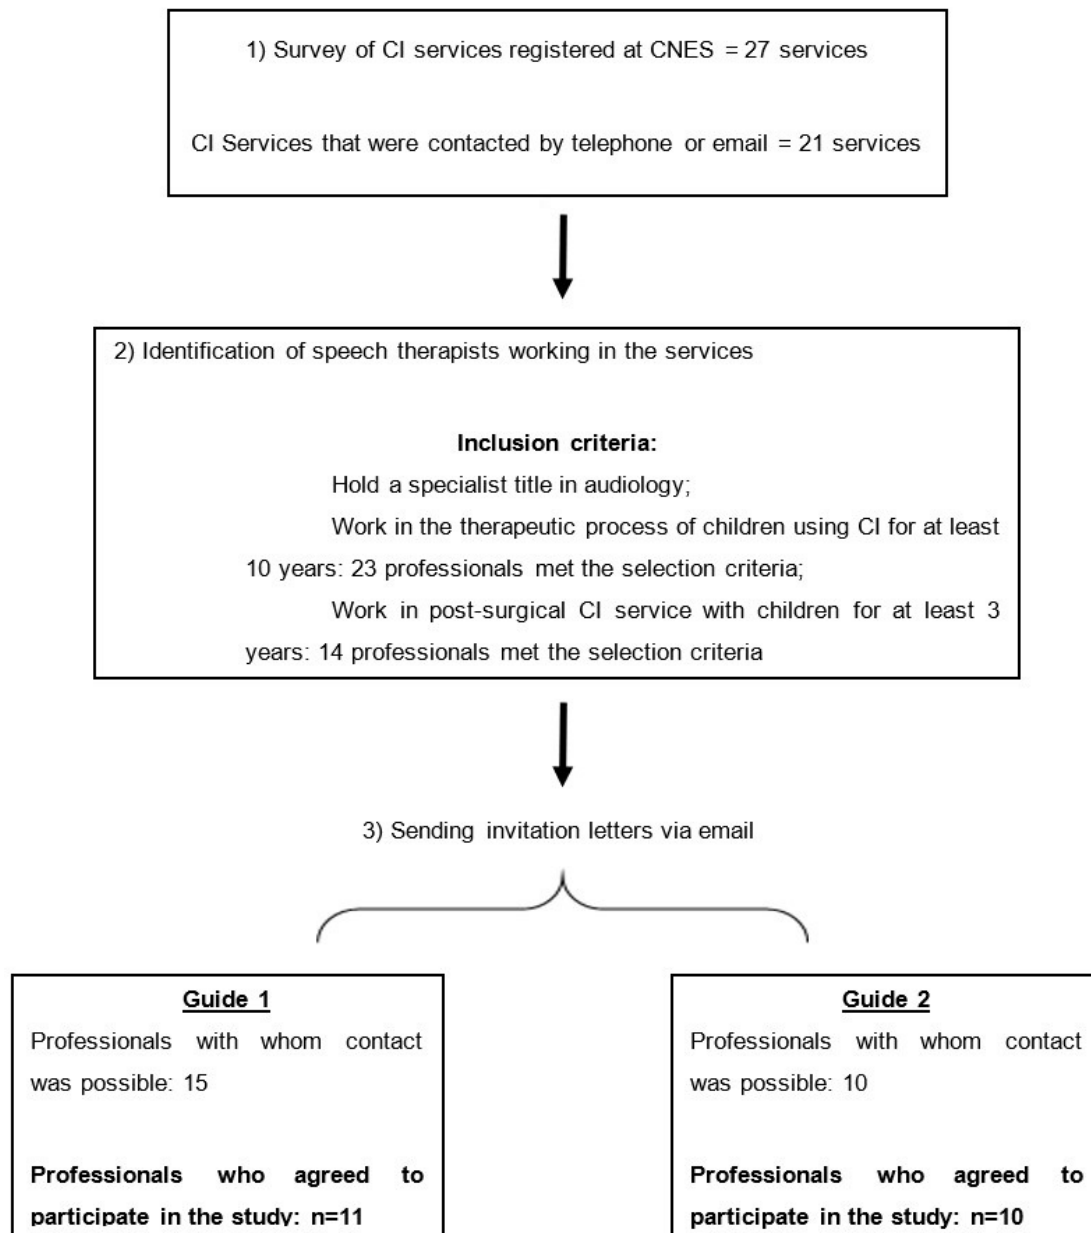 1) Survey of CI services registered at CNES = 27 services
CI Services that were contacted by telephone or email = 21 services
2) Identification of speech therapists working in the services
Inclusion criteria:
Hold a specialist title in audiology;
Work in the therapeutic process of children using CI for at least
10 years: 23 professionals met the selection criteria;
Work in post-surgical CI service with children for at least 3
years: 14 professionals met the selection criteria
3) Sending invitation letters via email
Guide 1
Professionals with whom contact
was possible: 15
Professionals who agreed to
participate in the study: n=11
Guide 2
Professionals with whom contact
was possible: 10
Professionals who agreed to
participate in the study: n=10